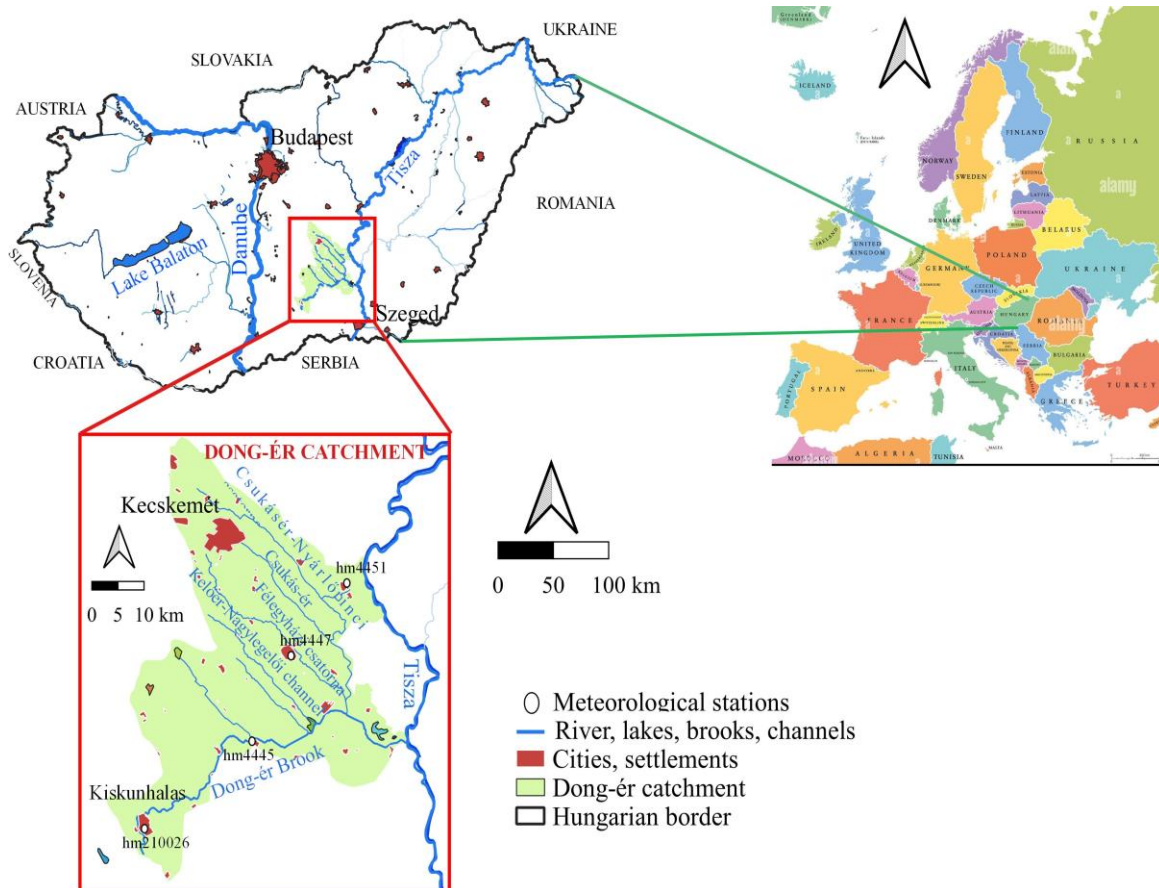 UKRAINE
SLOVAKIA
AUSTRIA
Budapest
Tisza
ROMANIA
Danube
Lake Balaton
SLOVENIA
Szeged
CROATIA
SERBIA
DONG-ÉR CATCHMENT
Kecskemét
Csukásér-Nyárlőrinci
hm4451
Csukás-ér
Félegyházi csatorna
Kelőér-Nagylegelői channel
0 5 10 km
hm4447
Tisza
hm4445
Dong-ér Brook
Kiskunhalas
hm210026
0 50 100 km
Meteorological stations
River, lakes, brooks, channels
Cities, settlements
Dong-ér catchment
Hungarian border
ICELAND
NORWAY
SWEDEN
FINLAND
RUSSIA
alamy
ESTONIA
LATVIA
LITHUANIA
DENMARK
IRELAND
UNITED
KINGDOM
BELAEUS
POLAND
GERMANY
UKRAINE
CZECH
REPUBLIC
FRANCE
AUSTRIA
HUNGARY
alamy
CROATIA
SERBIA
ITALY
BULGARIA
PORTUGAL
SPAIN
GREECE
TURKEY
ALGERIA
TUNISIA
MALTA